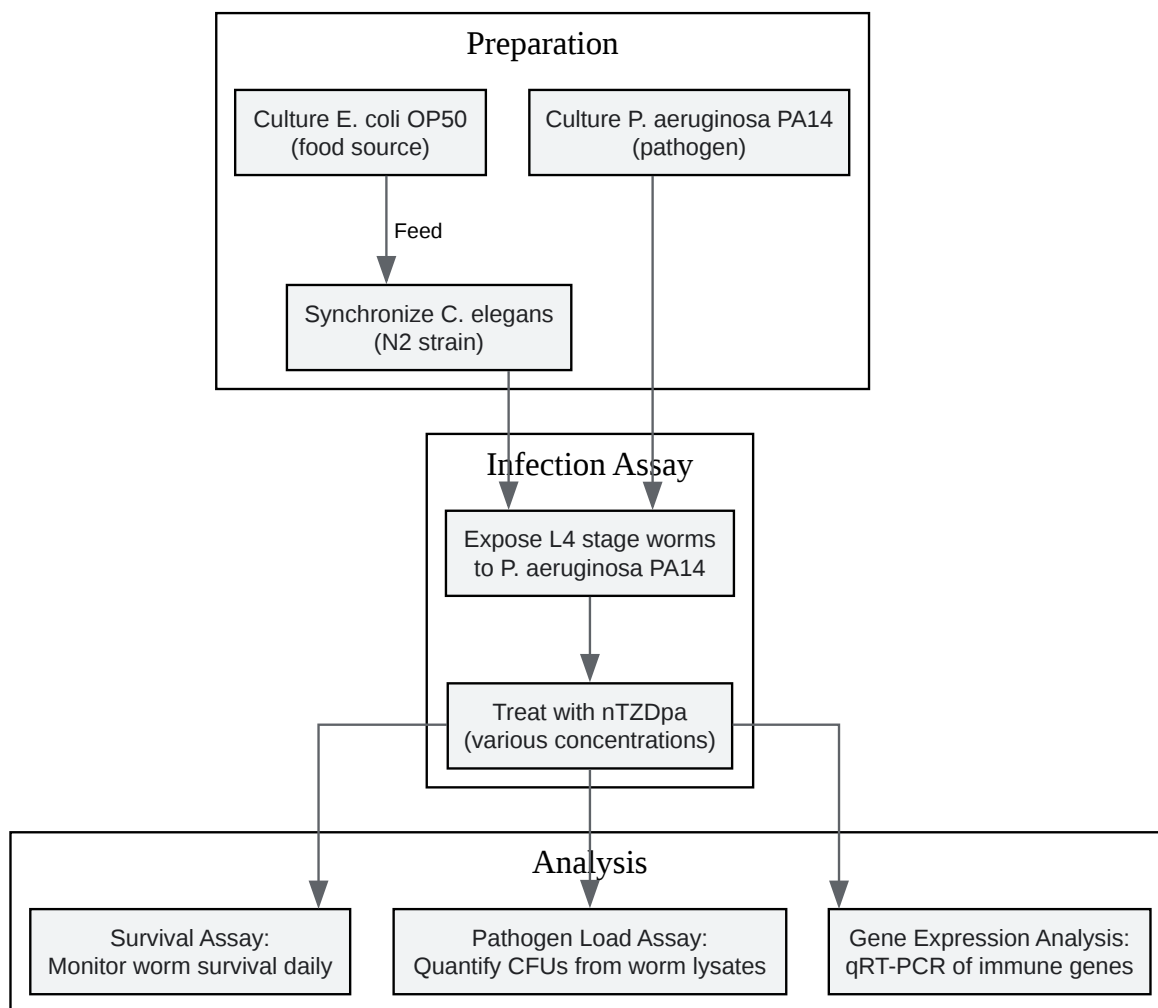 Preparation
Culture E. coli OP50
(food source)
Culture P. aeruginosa PA14
(pathogen)
Feed
Synchronize C. elegans
(N2 strain)
Infection Assay
Expose L4 stage worms
to P. aeruginosa PA14
Treat with nTZDpa
(various concentrations)
Analysis
Survival Assay:
Monitor worm survival daily
Pathogen Load Assay:
Quantify CFUs from worm lysates
Gene Expression Analysis:
qRT-PCR of immune genes